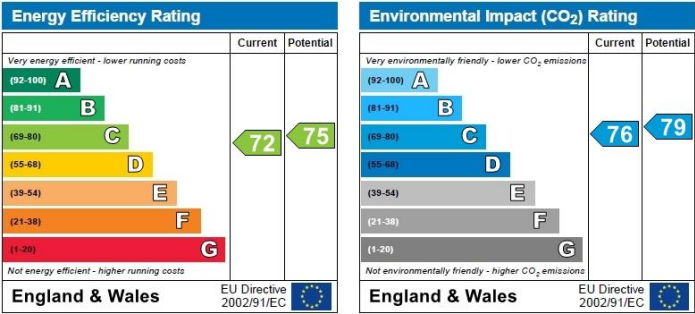 Energy Efficiency Rating
Current Potential
Very energy efficient - lower running costs
(92-100) A
(81-91) B
(69-80) C
72
75
(55-68) D
(39-54) E
(21-38) F
(1-20) G
Not energy efficient - higher running costs
England & Wales
EU Directive
2002/91/EC
Environmental Impact (CO₂) Rating
Current Potential
Very environmentally friendly - lower CO₂ emissions
(92-100) A
(81-91) B
(69-80) C
76
79
(55-68) D
(39-54) E
(21-38) F
(1-20) G
Not environmentally friendly - higher CO₂ emissions
England & Wales
EU Directive
2002/91/EC